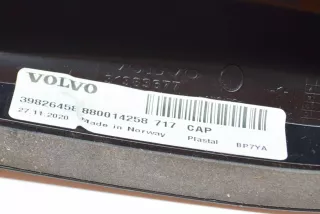 VOLVO
39826458 880014258 717 CAP
27.11.2020 Made in Norway Plastal BP7YA